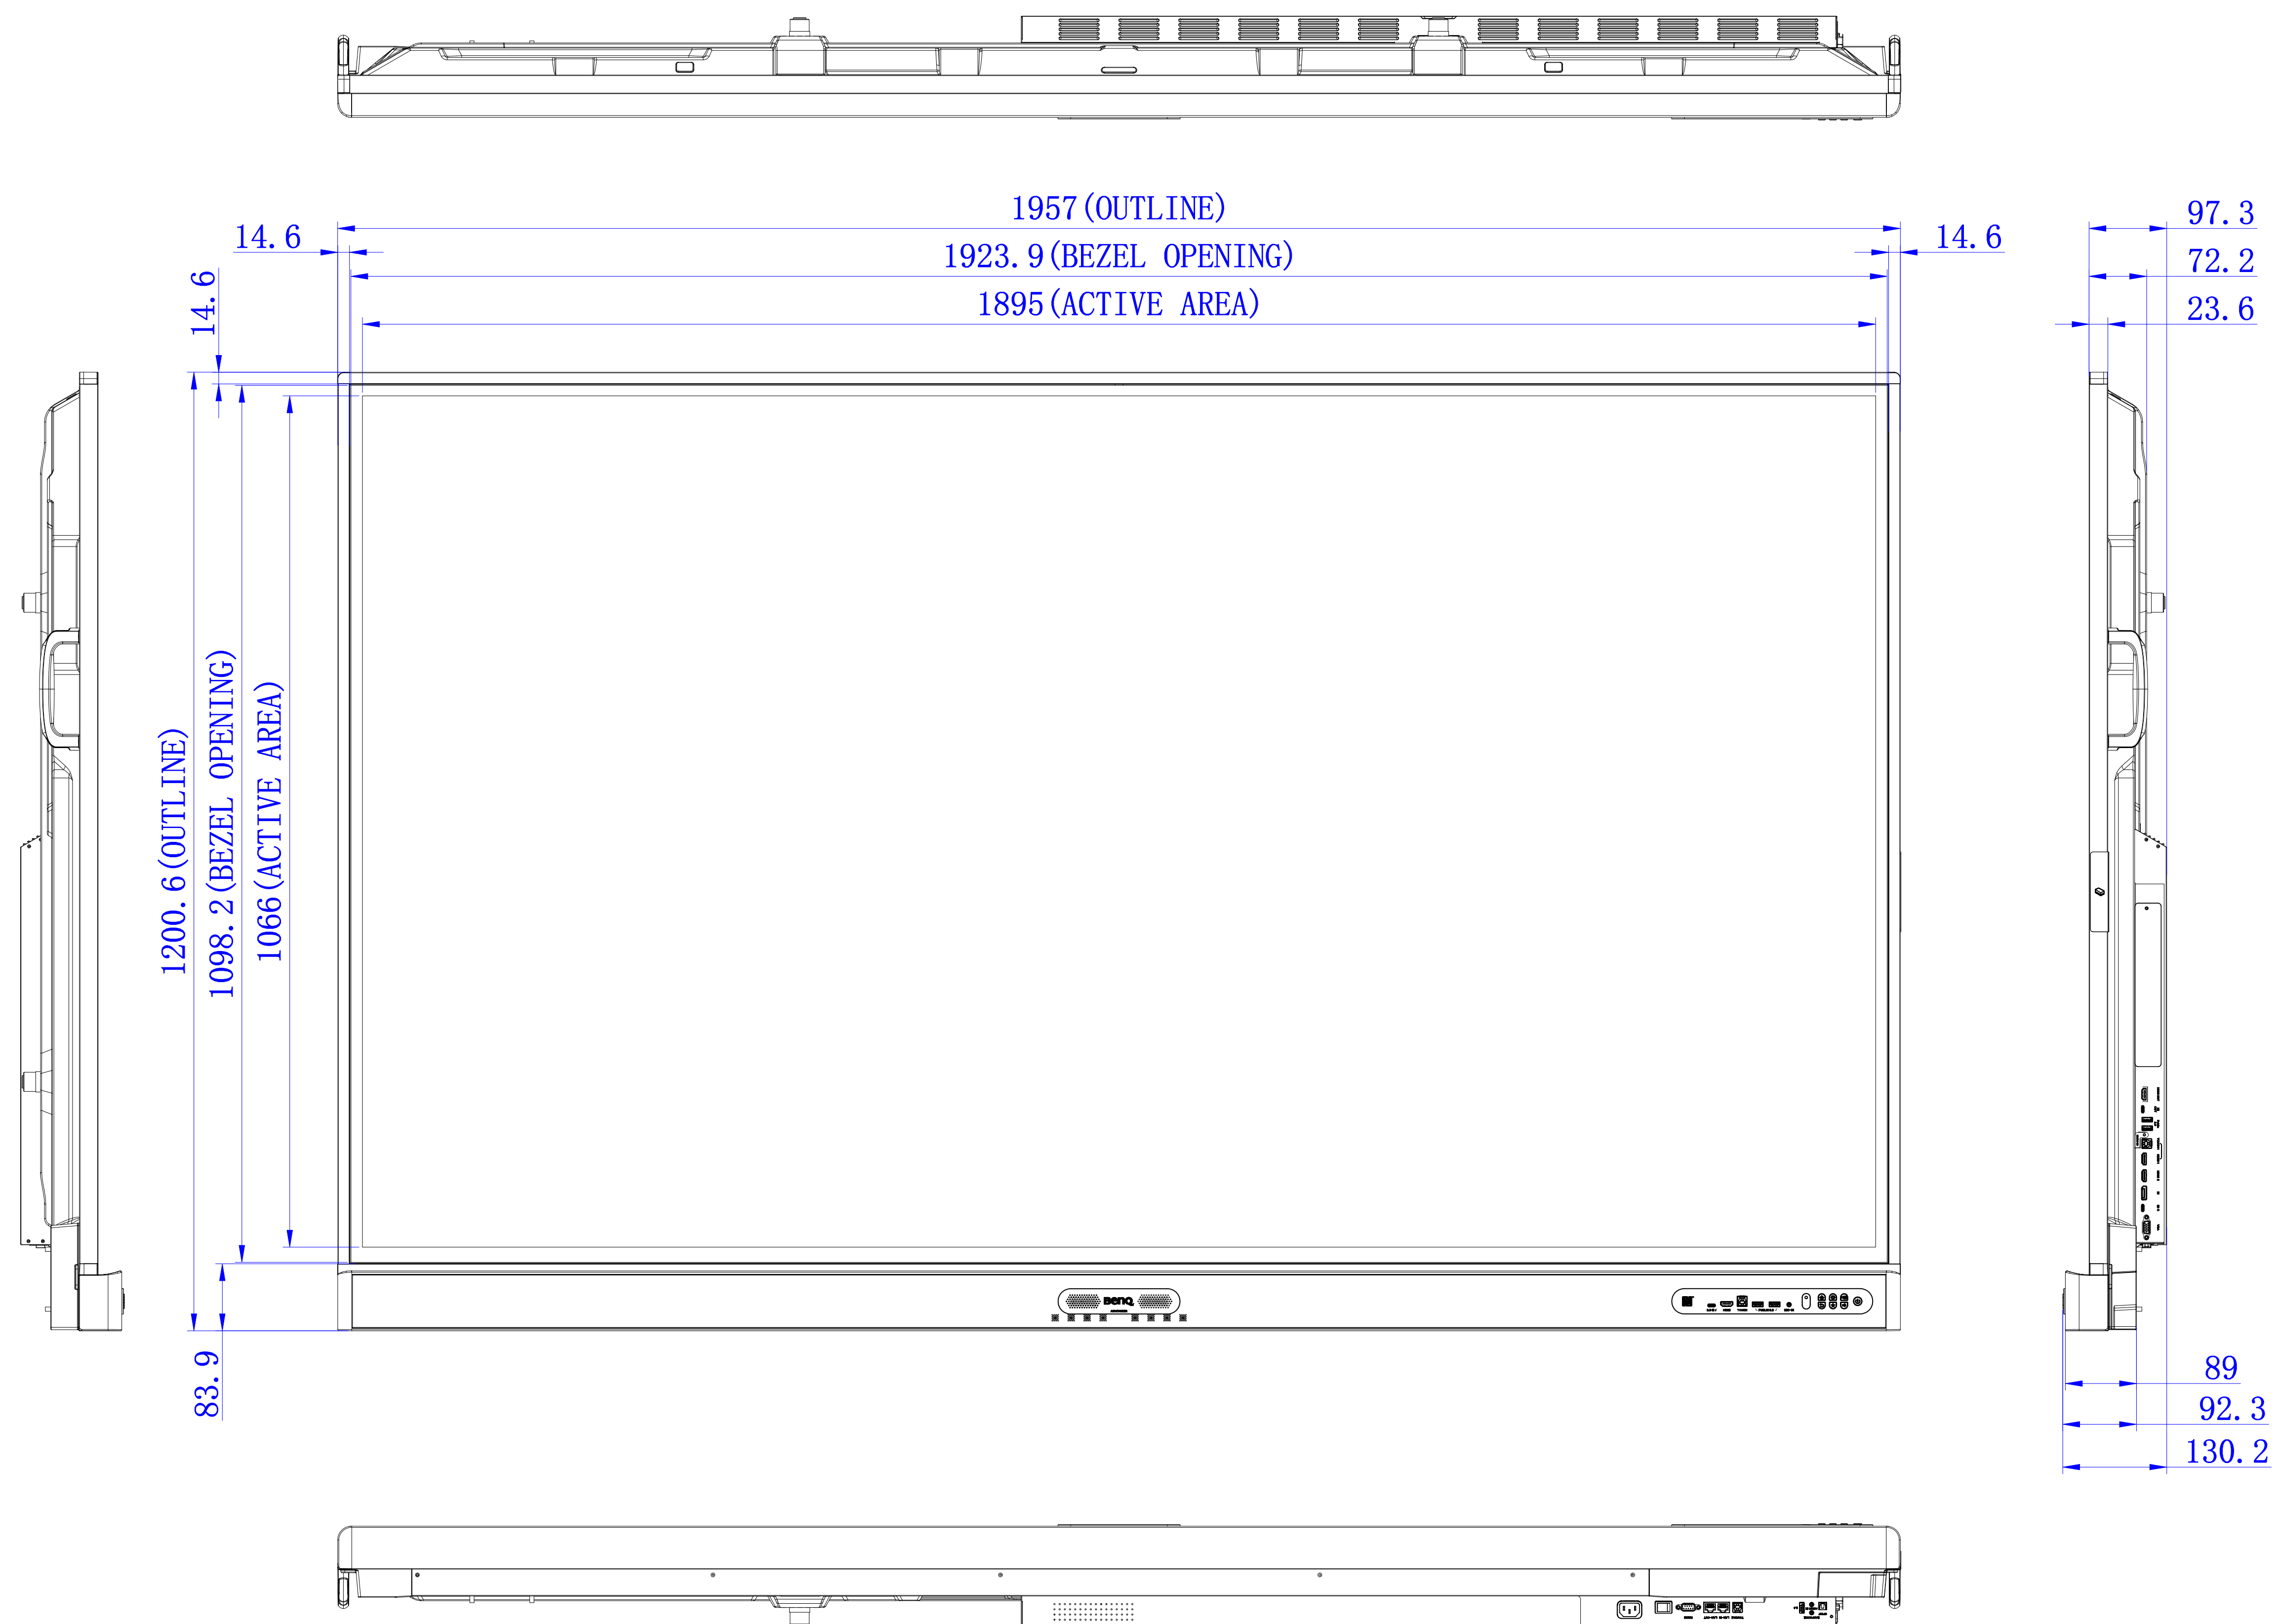 1957(OUTLINE)
97.3
14.6
1923.9(BEZEL OPENING)
14.6
72.2
1895(ACTIVE AREA)
23.6
14.6
1200.6(OUTLINE)
1098.2(BEZEL OPENING)
1066(ACTIVE AREA)
BenQ
83.9
89
92.3
130.2